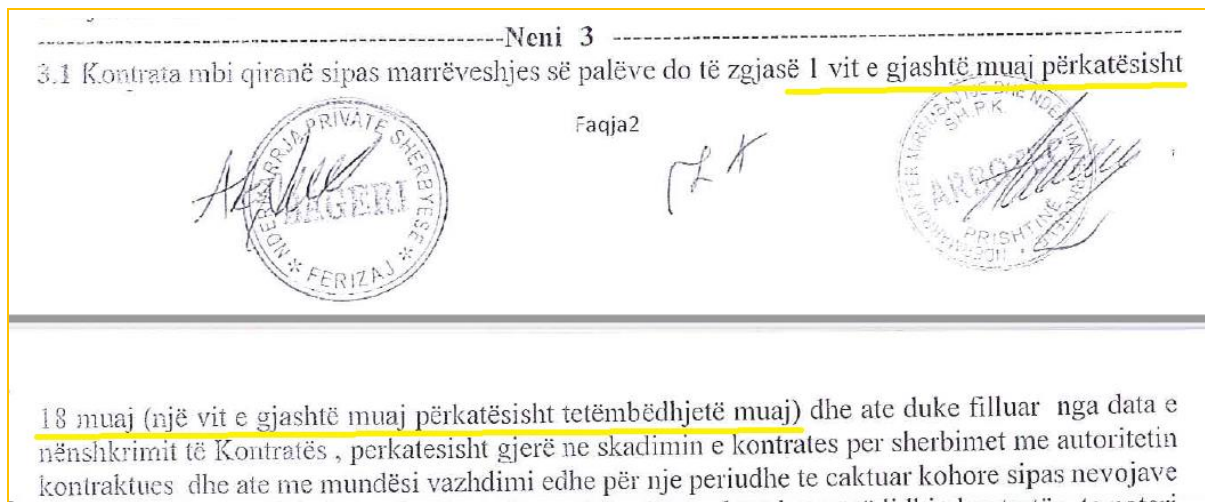 Neni 3
3.1 Kontrata mbi qiranë sipas marrëveshjes së palëve do të zgjasë 1 vit e gjashtë muaj përkatësisht
NDERMARRJA PRIVATE SHERBYESE
BAGERI
* FERIZAJ *
SH.P.K.
PRISHTINË
Faqja2
18 muaj (një vit e gjashtë muaj përkatësisht tetëmbëdhjetë muaj) dhe ate duke filluar nga data e
nënshkrimit të Kontratës , perkatesisht gjerë ne skadimin e kontrates per sherbimet me autoritetin
kontraktues dhe ate me mundësi vazhdimi edhe për nje periudhe te caktuar kohore sipas nevojave